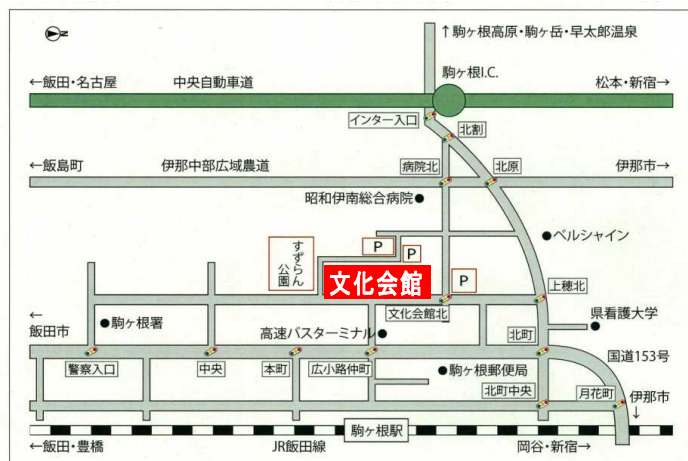 N
↑駒ヶ根高原・駒ヶ岳・早太郎温泉
駒ヶ根I.C.
←飯田・名古屋
中央自動車道
松本・新宿→
インター入口
北割
←飯島町
伊那中部広域農道
病院北
北原
伊那市→
昭和伊南総合病院
ベルシャイン
すずらん
公園
P
P
P
文化会館
文化会館北
上穂北
県看護大学
←
飯田市
駒ヶ根署
高速バスターミナル
北町
国道153号
警察入口
中央
本町
広小路仲町
駒ヶ根郵便局
北町中央
月花町
伊那市
↓
←飯田・豊橋
JR飯田線
駒ヶ根駅
岡谷・新宿→